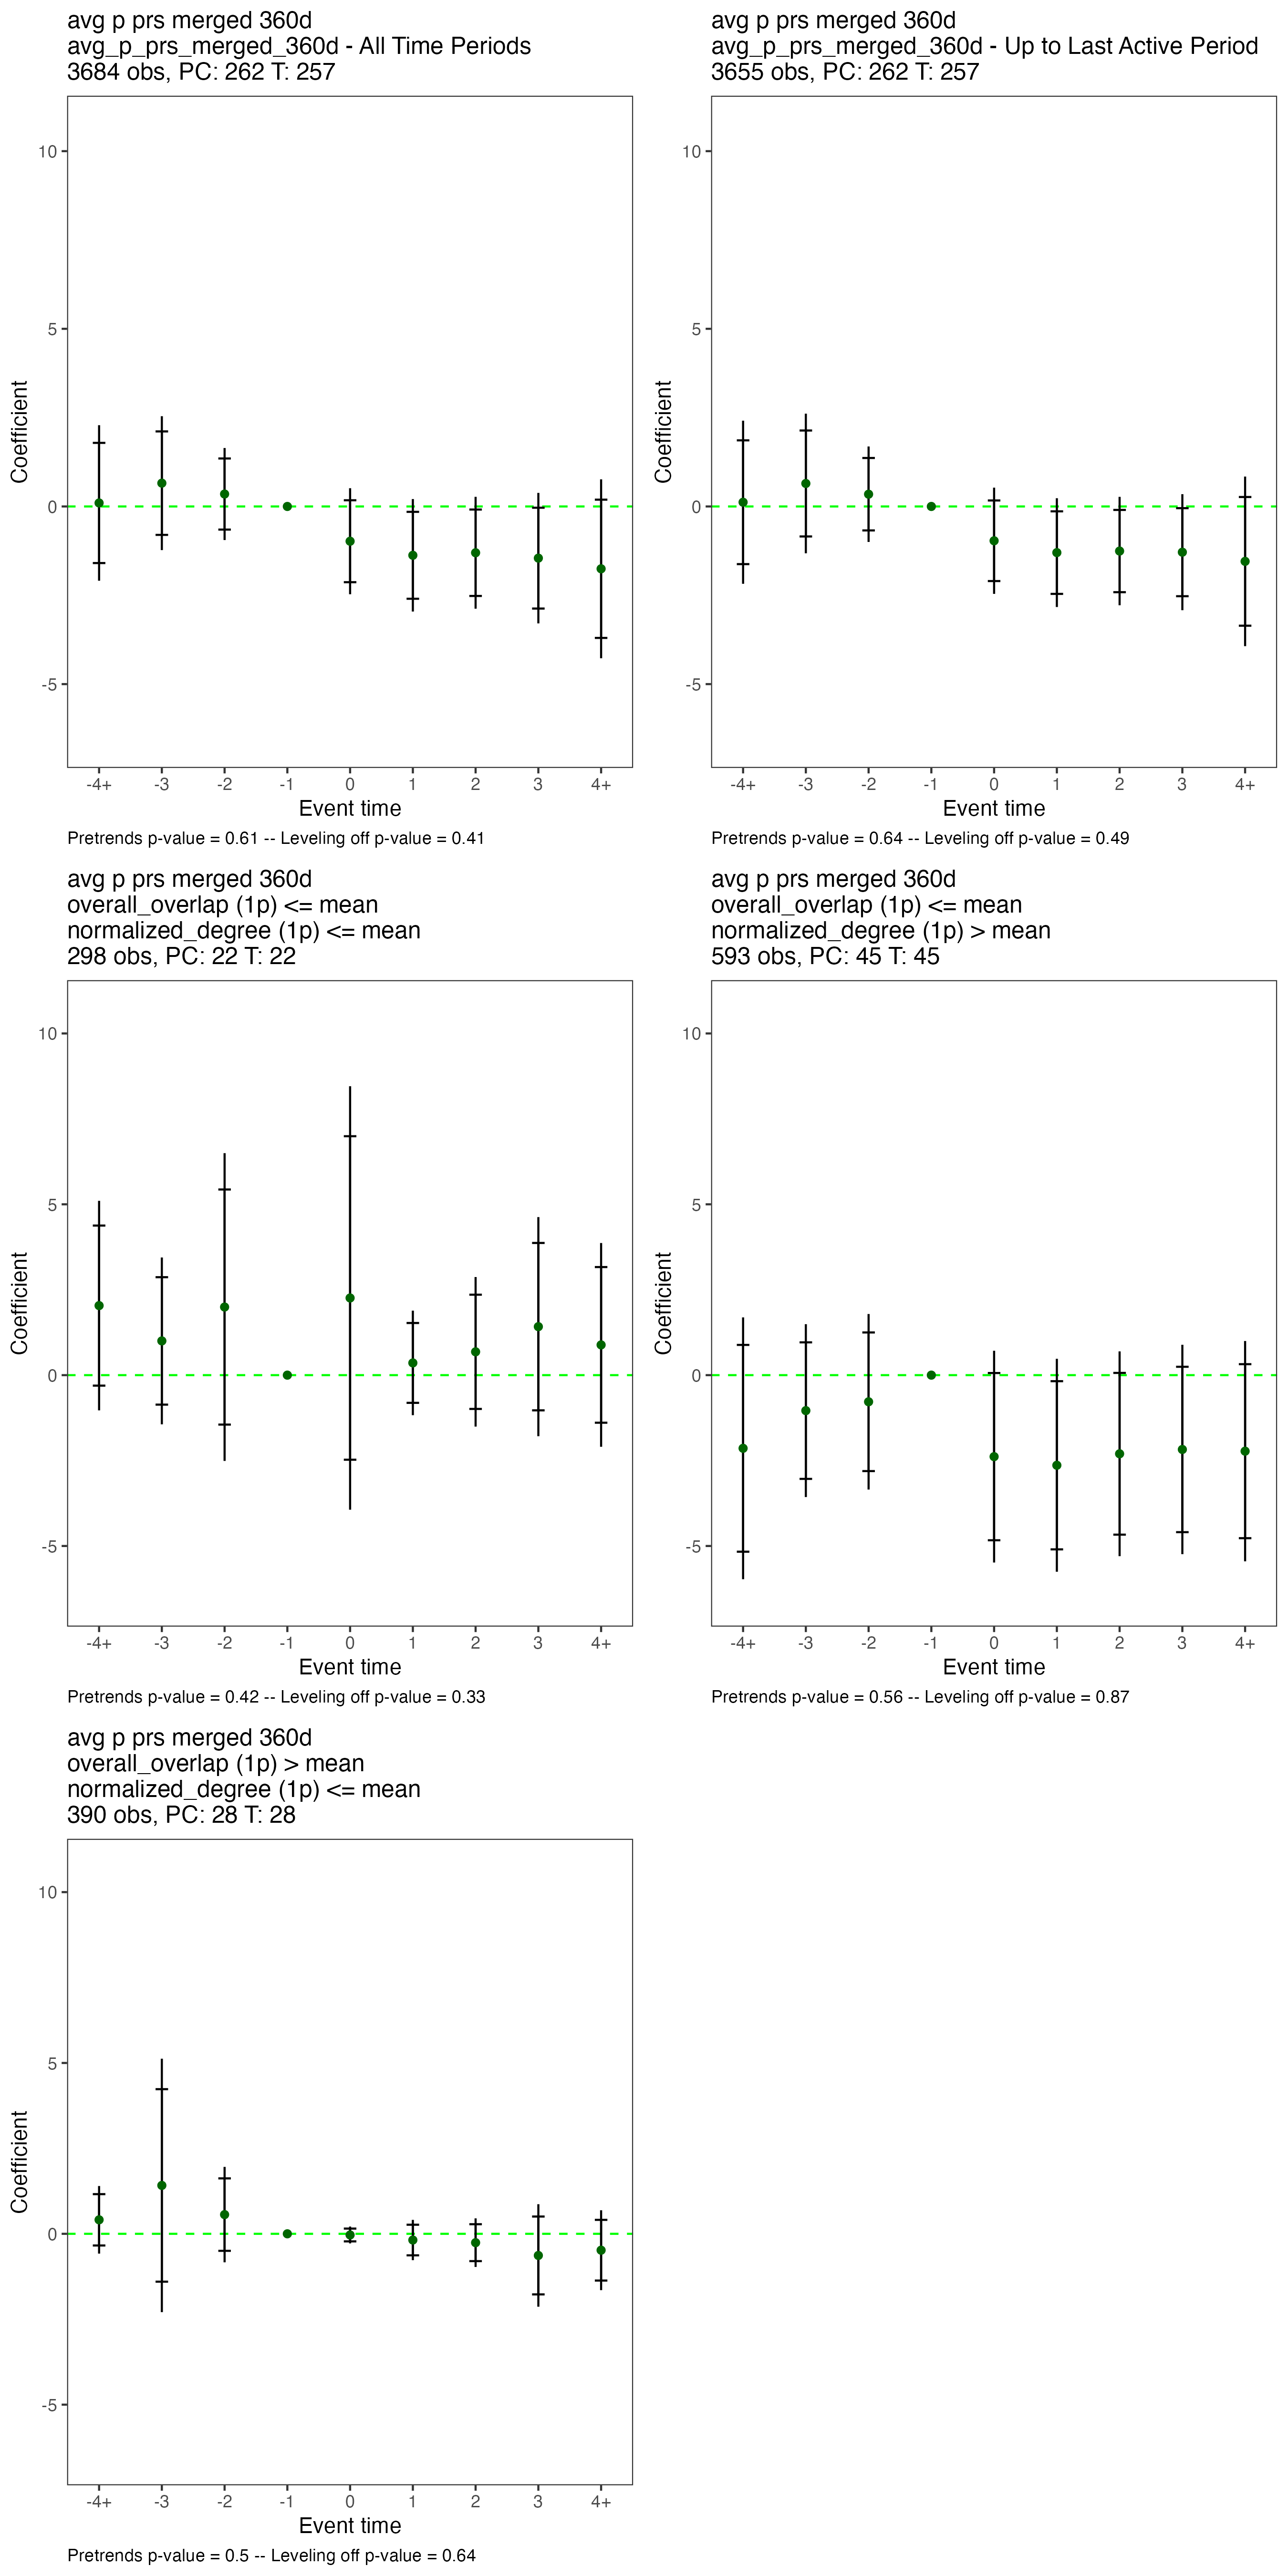 avg p prs merged 360d
avg_p_prs_merged_360d - All Time Periods
3684 obs, PC: 262 T: 257
10
5
0
-5
Coefficient
-4+ -3 -2 -1 0 1 2 3 4+
Event time
Pretrends p-value = 0.61 -- Leveling off p-value = 0.41
avg p prs merged 360d
avg_p_prs_merged_360d - Up to Last Active Period
3655 obs, PC: 262 T: 257
10
5
0
-5
Coefficient
-4+ -3 -2 -1 0 1 2 3 4+
Event time
Pretrends p-value = 0.64 -- Leveling off p-value = 0.49
avg p prs merged 360d
overall_overlap (1p) <= mean
normalized_degree (1p) <= mean
298 obs, PC: 22 T: 22
10
5
0
-5
Coefficient
-4+ -3 -2 -1 0 1 2 3 4+
Event time
Pretrends p-value = 0.42 -- Leveling off p-value = 0.33
avg p prs merged 360d
overall_overlap (1p) <= mean
normalized_degree (1p) > mean
593 obs, PC: 45 T: 45
10
5
0
-5
Coefficient
-4+ -3 -2 -1 0 1 2 3 4+
Event time
Pretrends p-value = 0.56 -- Leveling off p-value = 0.87
avg p prs merged 360d
overall_overlap (1p) > mean
normalized_degree (1p) <= mean
390 obs, PC: 28 T: 28
10
5
0
-5
Coefficient
-4+ -3 -2 -1 0 1 2 3 4+
Event time
Pretrends p-value = 0.5 -- Leveling off p-value = 0.64